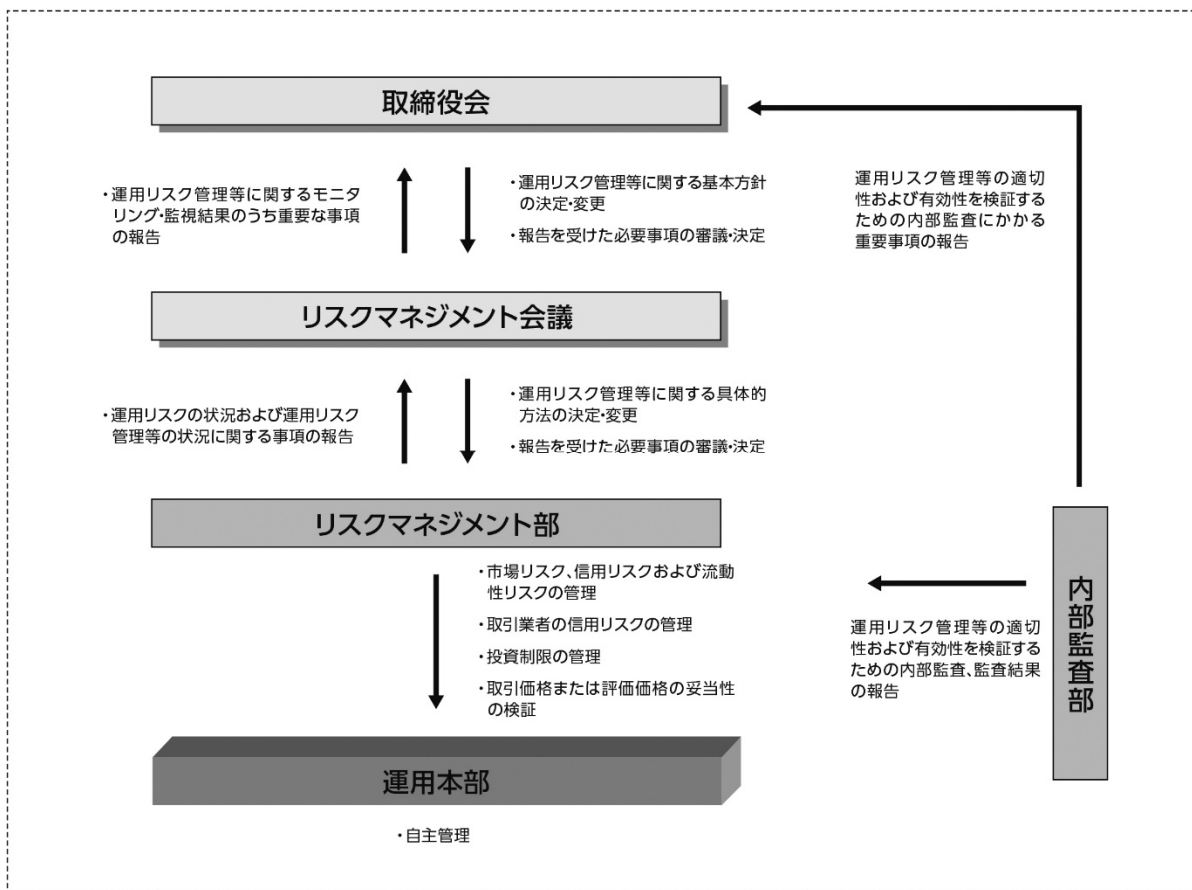 取締役会
・運用リスク管理等に関するモニタ
リング・監視結果のうち重要な事項
の報告
・運用リスク管理等に関する基本方針
の決定・変更
・報告を受けた必要事項の審議・決定
運用リスク管理等の適切
性および有効性を検証する
ための内部監査にかかる
重要事項の報告
リスクマネジメント会議
・運用リスクの状況および運用リスク
管理等の状況に関する事項の報告
・運用リスク管理等に関する具体的
方法の決定・変更
・報告を受けた必要事項の審議・決定
リスクマネジメント部
・市場リスク、信用リスクおよび流動
性リスクの管理
・取引業者の信用リスクの管理
・投資制限の管理
・取引価格または評価価格の妥当性
の検証
運用リスク管理等の適切
性および有効性を検証する
ための内部監査、監査結果
の報告
内部監査部
運用本部
・自主管理